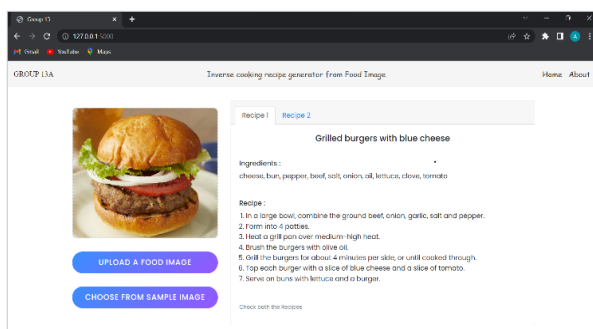 Group 13
127.0.0.1:5000
Gmail YouTube Maps
GROUP 13A Inverse cooking recipe generator from Food Image Home About
Recipe 1 Recipe 2
Grilled burgers with blue cheese
Ingredients :
cheese, bun, pepper, beef, salt, onion, oil, lettuce, clove, tomato
Recipe :
1. In a large bowl, combine the ground beef, onion, garlic, salt and pepper.
2. Form into 4 patties.
3. Heat a grill pan over medium-high heat.
4. Brush the burgers with olive oil.
5. Grill the burgers for about 4 minutes per side, or until cooked through.
6. Top each burger with a slice of blue cheese and a slice of tomato.
7. Serve on buns with lettuce and a burger.
UPLOAD A FOOD IMAGE
CHOOSE FROM SAMPLE IMAGE
Check both the Recipes